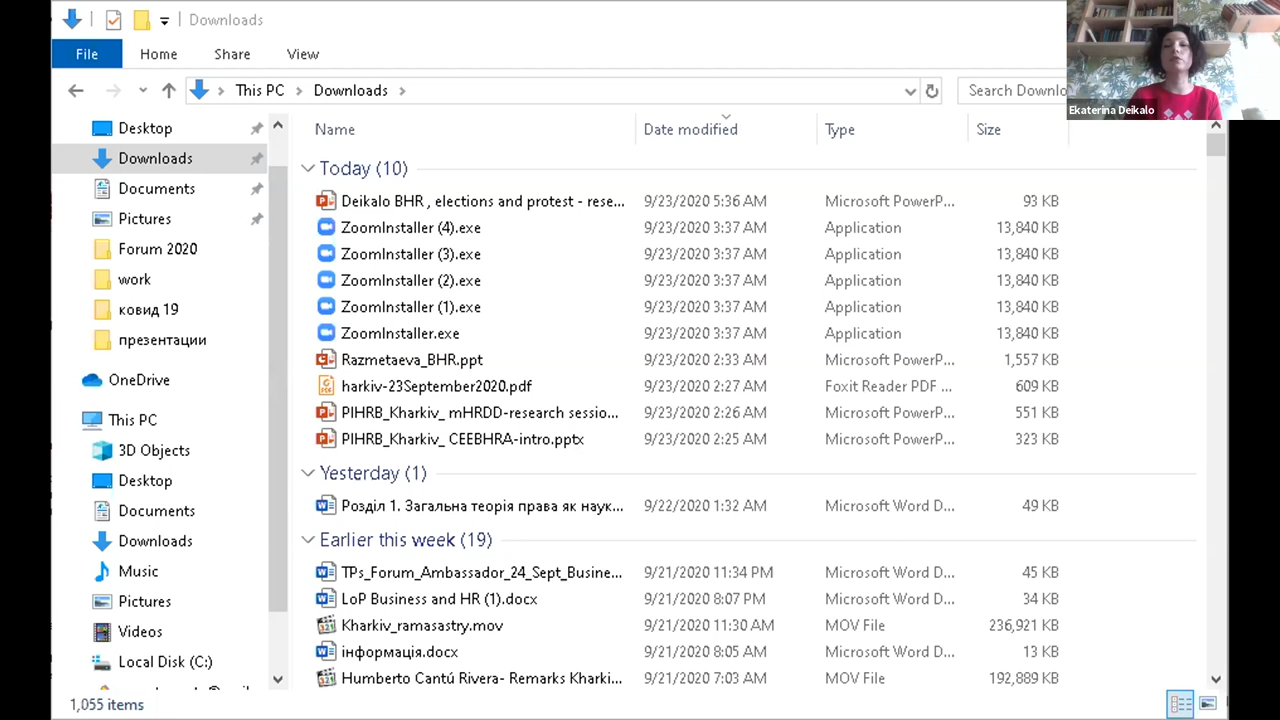 Downloads
File Home Share View
This PC Downloads
Search Downlo
Ekaterina Deikalo
Desktop
Downloads
Documents
Pictures
Forum 2020
work
ковид 19
презентации
OneDrive
This PC
3D Objects
Desktop
Documents
Downloads
Music
Pictures
Videos
Local Disk (C:)
Name Date modified Type Size
Today (10)
Deikalo BHR , elections and protest - rese... 9/23/2020 5:36 AM Microsoft PowerP... 93 KB
ZoomInstaller (4).exe 9/23/2020 3:37 AM Application 13,840 KB
ZoomInstaller (3).exe 9/23/2020 3:37 AM Application 13,840 KB
ZoomInstaller (2).exe 9/23/2020 3:37 AM Application 13,840 KB
ZoomInstaller (1).exe 9/23/2020 3:37 AM Application 13,840 KB
ZoomInstaller.exe 9/23/2020 3:37 AM Application 13,840 KB
Razmetaeva_BHR.ppt 9/23/2020 2:33 AM Microsoft PowerP... 1,557 KB
harkiv-23September2020.pdf 9/23/2020 2:27 AM Foxit Reader PDF ... 609 KB
PIHRB_Kharkiv_ mHRDD-research sessio... 9/23/2020 2:26 AM Microsoft PowerP... 551 KB
PIHRB_Kharkiv_ CEEBHRA-intro.pptx 9/23/2020 2:25 AM Microsoft PowerP... 323 KB
Yesterday (1)
Розділ 1. Загальна теорія права як наук... 9/22/2020 1:32 AM Microsoft Word D... 49 KB
Earlier this week (19)
TPs_Forum_Ambassador_24_Sept_Busine... 9/21/2020 11:34 PM Microsoft Word D... 45 KB
LoP Business and HR (1).docx 9/21/2020 8:07 PM Microsoft Word D... 34 KB
Kharkiv_ramasastry.mov 9/21/2020 11:30 AM MOV File 236,921 KB
інформація.docx 9/21/2020 8:05 AM Microsoft Word D... 13 KB
Humberto Cantú Rivera- Remarks Kharki... 9/21/2020 7:03 AM MOV File 192,889 KB
1,055 items